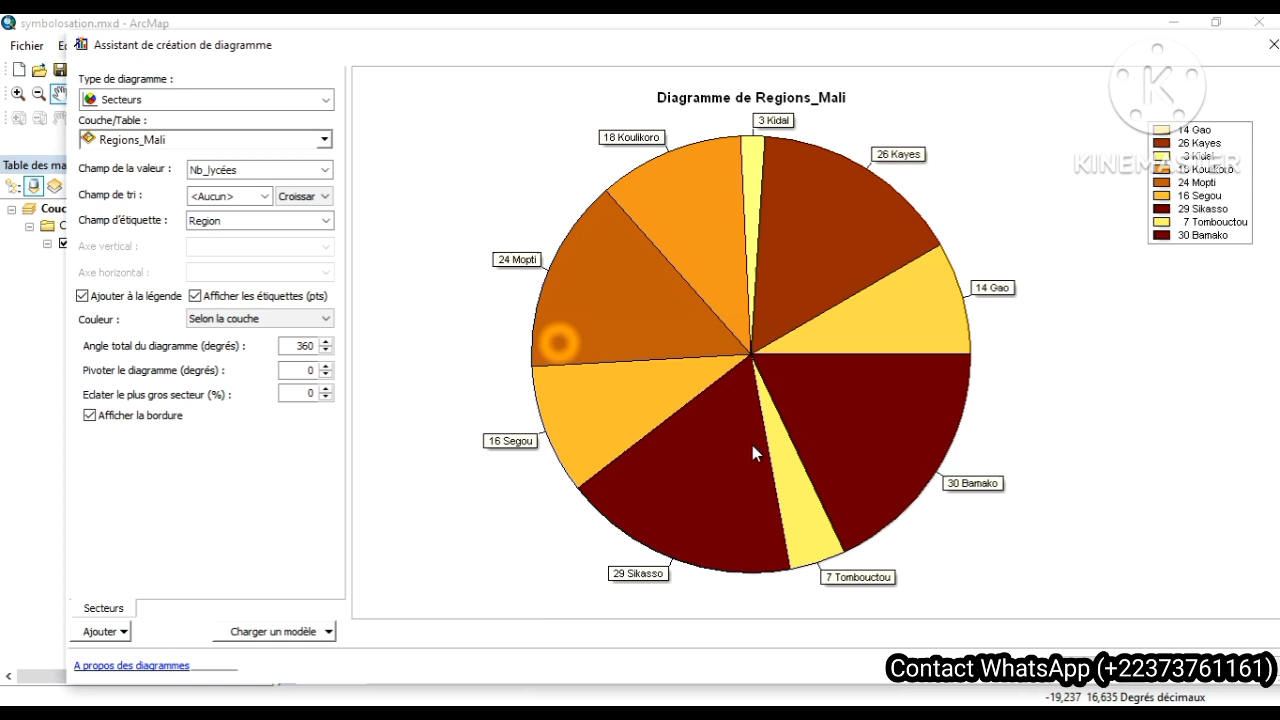 symbolosation.mxd - ArcMap
Fichier
Assistant de création de diagramme
Type de diagramme :
Secteurs
Couche/Table :
Regions_Mali
Champ de la valeur :
Nb_lycées
Champ de tri :
<Aucun>
Croissar
Champ d'étiquette :
Region
Axe vertical :
Axe horizontal :
Ajouter à la légende
Afficher les étiquettes (pts)
Couleur :
Selon la couche
Angle total du diagramme (degrés) :
360
Pivoter le diagramme (degrés) :
0
Eclater le plus gros secteur (%) :
0
Afficher la bordure
Secteurs
Ajouter
Charger un modèle
A propos des diagrammes
Table des ma
Couc
Diagramme de Regions_Mali
3 Kidal
18 Koulikoro
26 Kayes
24 Mopti
14 Gao
16 Segou
30 Bamako
29 Sikasso
7 Tombouctou
14 Gao
26 Kayes
3 Kidal
18 Koulikoro
24 Mopti
16 Segou
29 Sikasso
7 Tombouctou
30 Bamako
K
KINEMASTER
Contact WhatsApp (+22373761161)
-19,237 16,635 Degrés décimaux